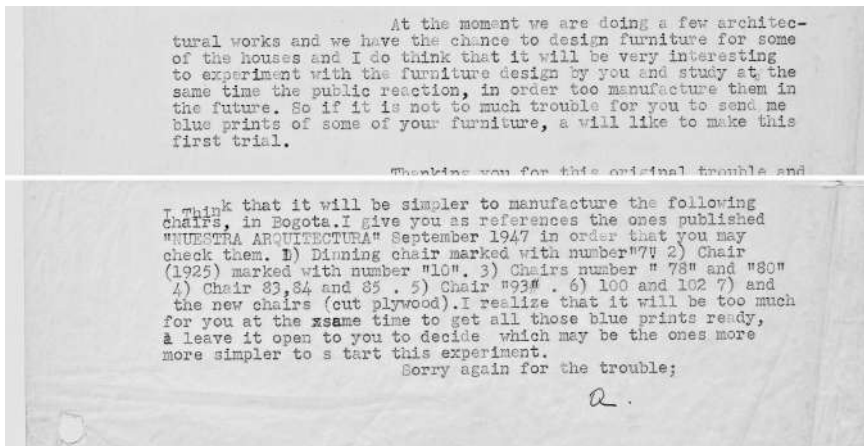 At the moment we are doing a few architec-
tural works and we have the chance to design furniture for some
of the houses and I do think that it will be very interesting
to experiment with the furniture design by you and study at the
same time the public reaction, in order too manufacture them in
the future. So if it is not to much trouble for you to send me
blue prints of some of your furniture, a will like to make this
first trial.
Thanking you for this original trouble and
I Think that it will be simpler to manufacture the following
chairs, in Bogota.I give you as references the ones published
"NUESTRA ARQUITECTURA" September 1947 in order that you may
check them. 1) Dinning chair marked with number"7" 2) Chair
(1925) marked with number "10". 3) Chairs number " 78" and "80"
4) Chair 83,84 and 85 . 5) Chair "93" . 6) 100 and 102 7) and
the new chairs (cut plywood).I realize that it will be too much
for you at the xsame time to get all those blue prints ready,
leave it open to you to decide which may be the ones more
more simpler to s tart this experiment.
Sorry again for the trouble;
a.